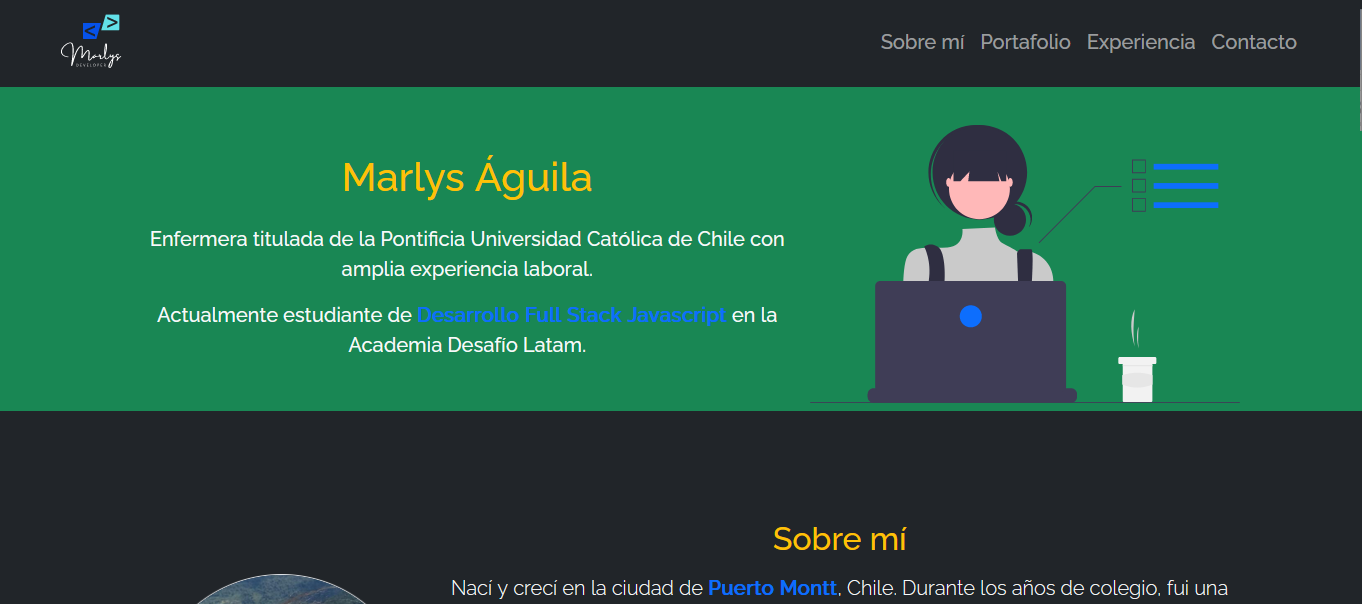 < >
Marlys
DEVELOPER
Sobre mí Portafolio Experiencia Contacto
Marlys Águila
Enfermera titulada de la Pontificia Universidad Católica de Chile con
amplia experiencia laboral.
Actualmente estudiante de Desarrollo Full Stack Javascript en la
Academia Desafío Latam.
Sobre mí
Nací y crecí en la ciudad de Puerto Montt, Chile. Durante los años de colegio, fui una